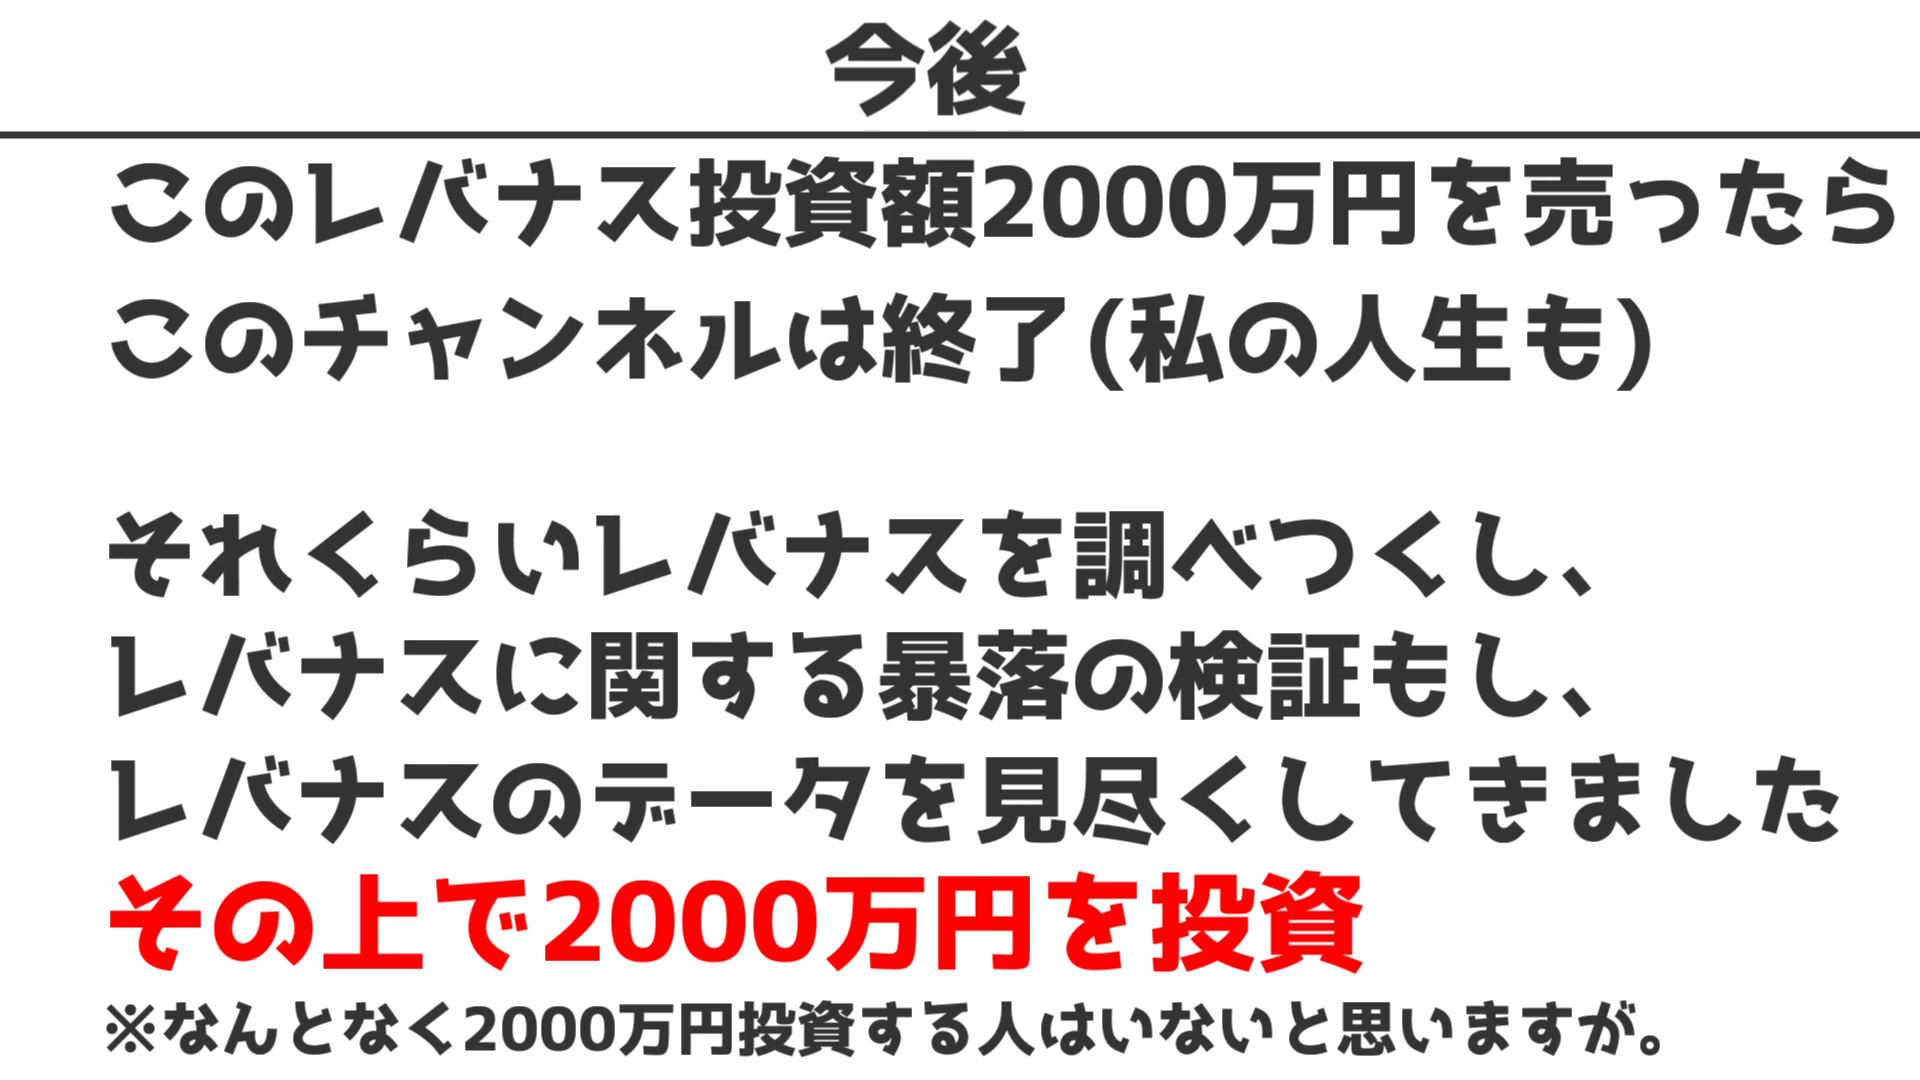 今後
このレバナス投資額2000万円を売ったら
このチャンネルは終了(私の人生も)
それくらいレバナスを調べつくし、
レバナスに関する暴落の検証もし、
レバナスのデータを見尽くしてきました
その上で2000万円を投資
※なんとなく2000万円投資する人はいないと思いますが。